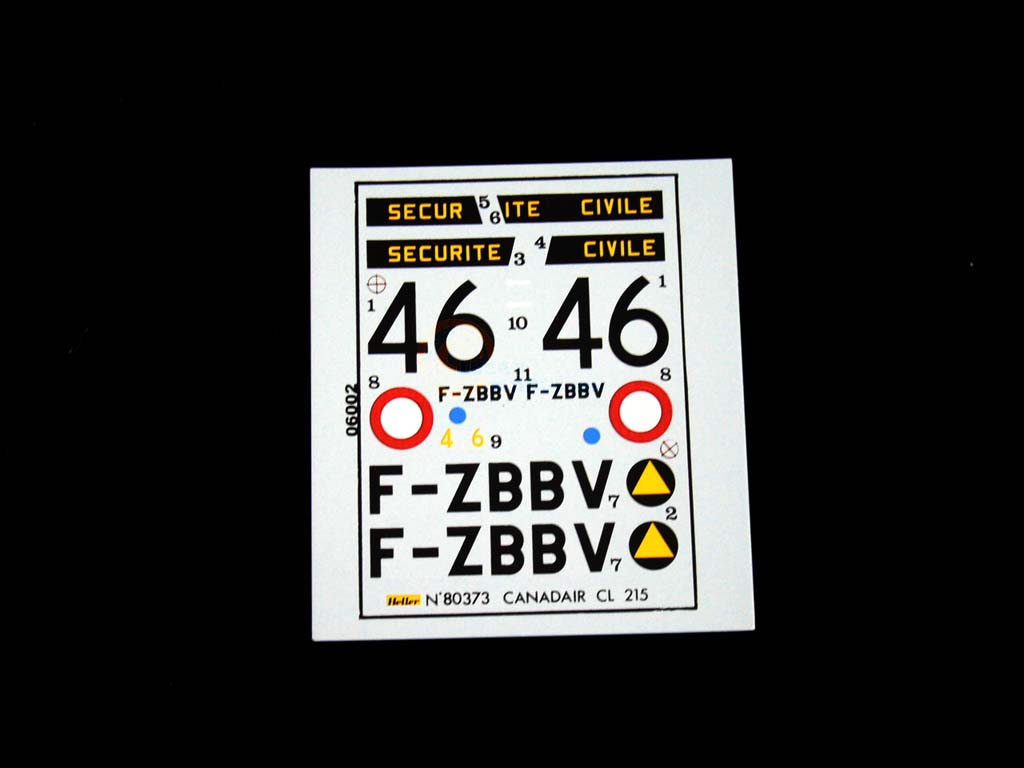 SECUR 5 6 ITE CIVILE
SECURITE 3 4 CIVILE
1 46 10 46 1
8 11 8
F-ZBBV F-ZBBV
06002
4 6 9
F-ZBBV 7
2
F-ZBBV 7
Heller N°80373 CANADAIR CL 215